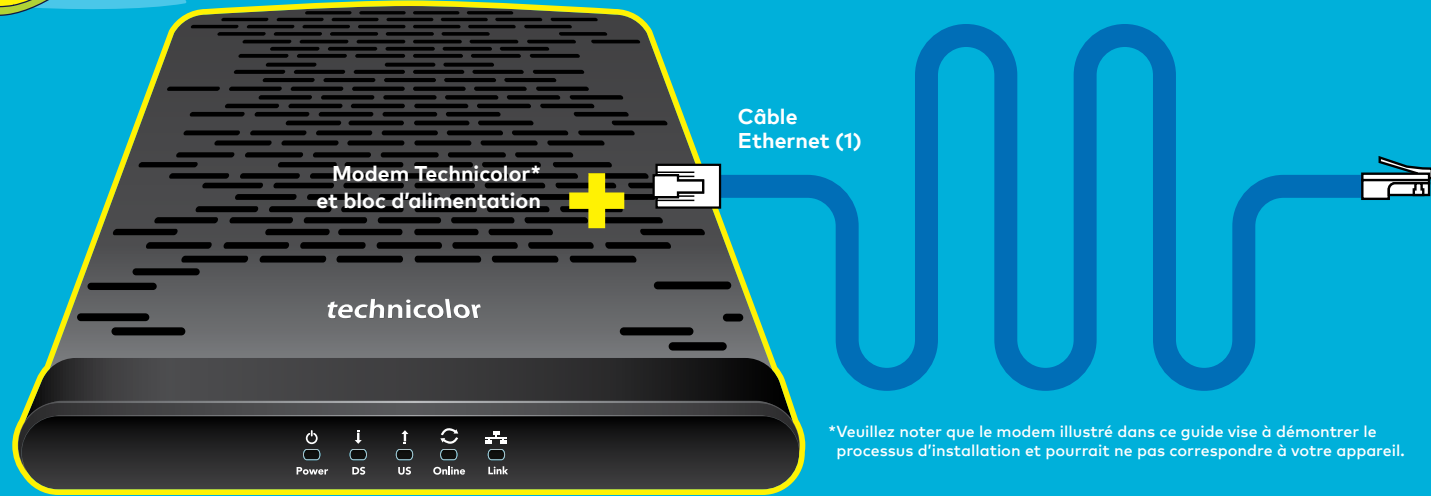 Câble
Ethernet (1)
Modem Technicolor*
et bloc d'alimentation
technicolor
Power DS US Online Link
*Veuillez noter que le modem illustré dans ce guide vise à démontrer le
processus d'installation et pourrait ne pas correspondre à votre appareil.